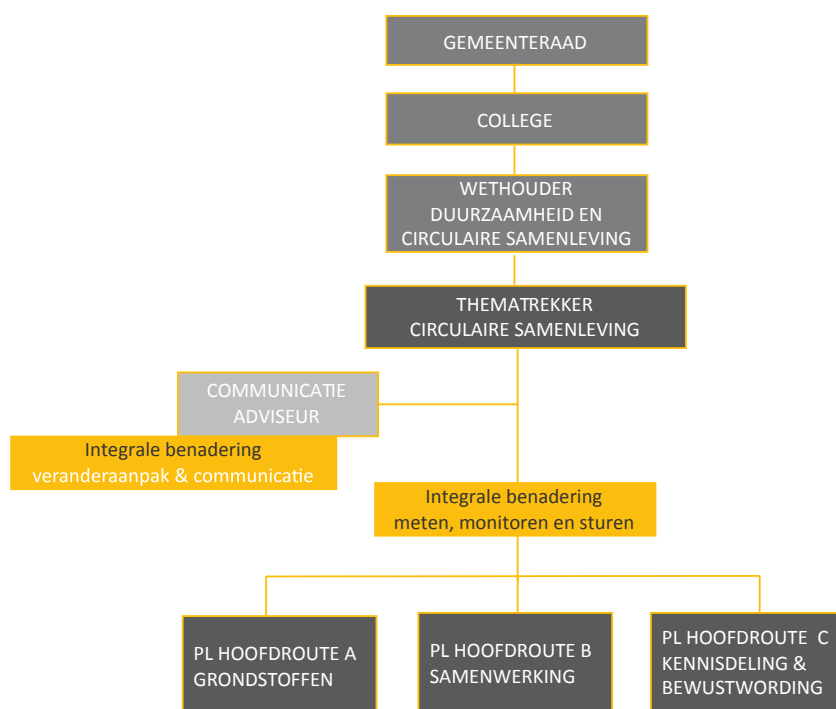 GEMEENTERAAD
COLLEGE
WETHOUDER
DUURZAAMHEID EN
CIRCULAIRE SAMENLEVING
THEMATREKKER
CIRCULAIRE SAMENLEVING
COMMUNICATIE
ADVISEUR
Integrale benadering
veranderaanpak & communicatie
Integrale benadering
meten, monitoren en sturen
PL HOOFDROUTE A
GRONDSTOFFEN
PL HOOFDROUTE B
SAMENWERKING
PL HOOFDROUTE C
KENNISDELING &
BEWUSTWORDING